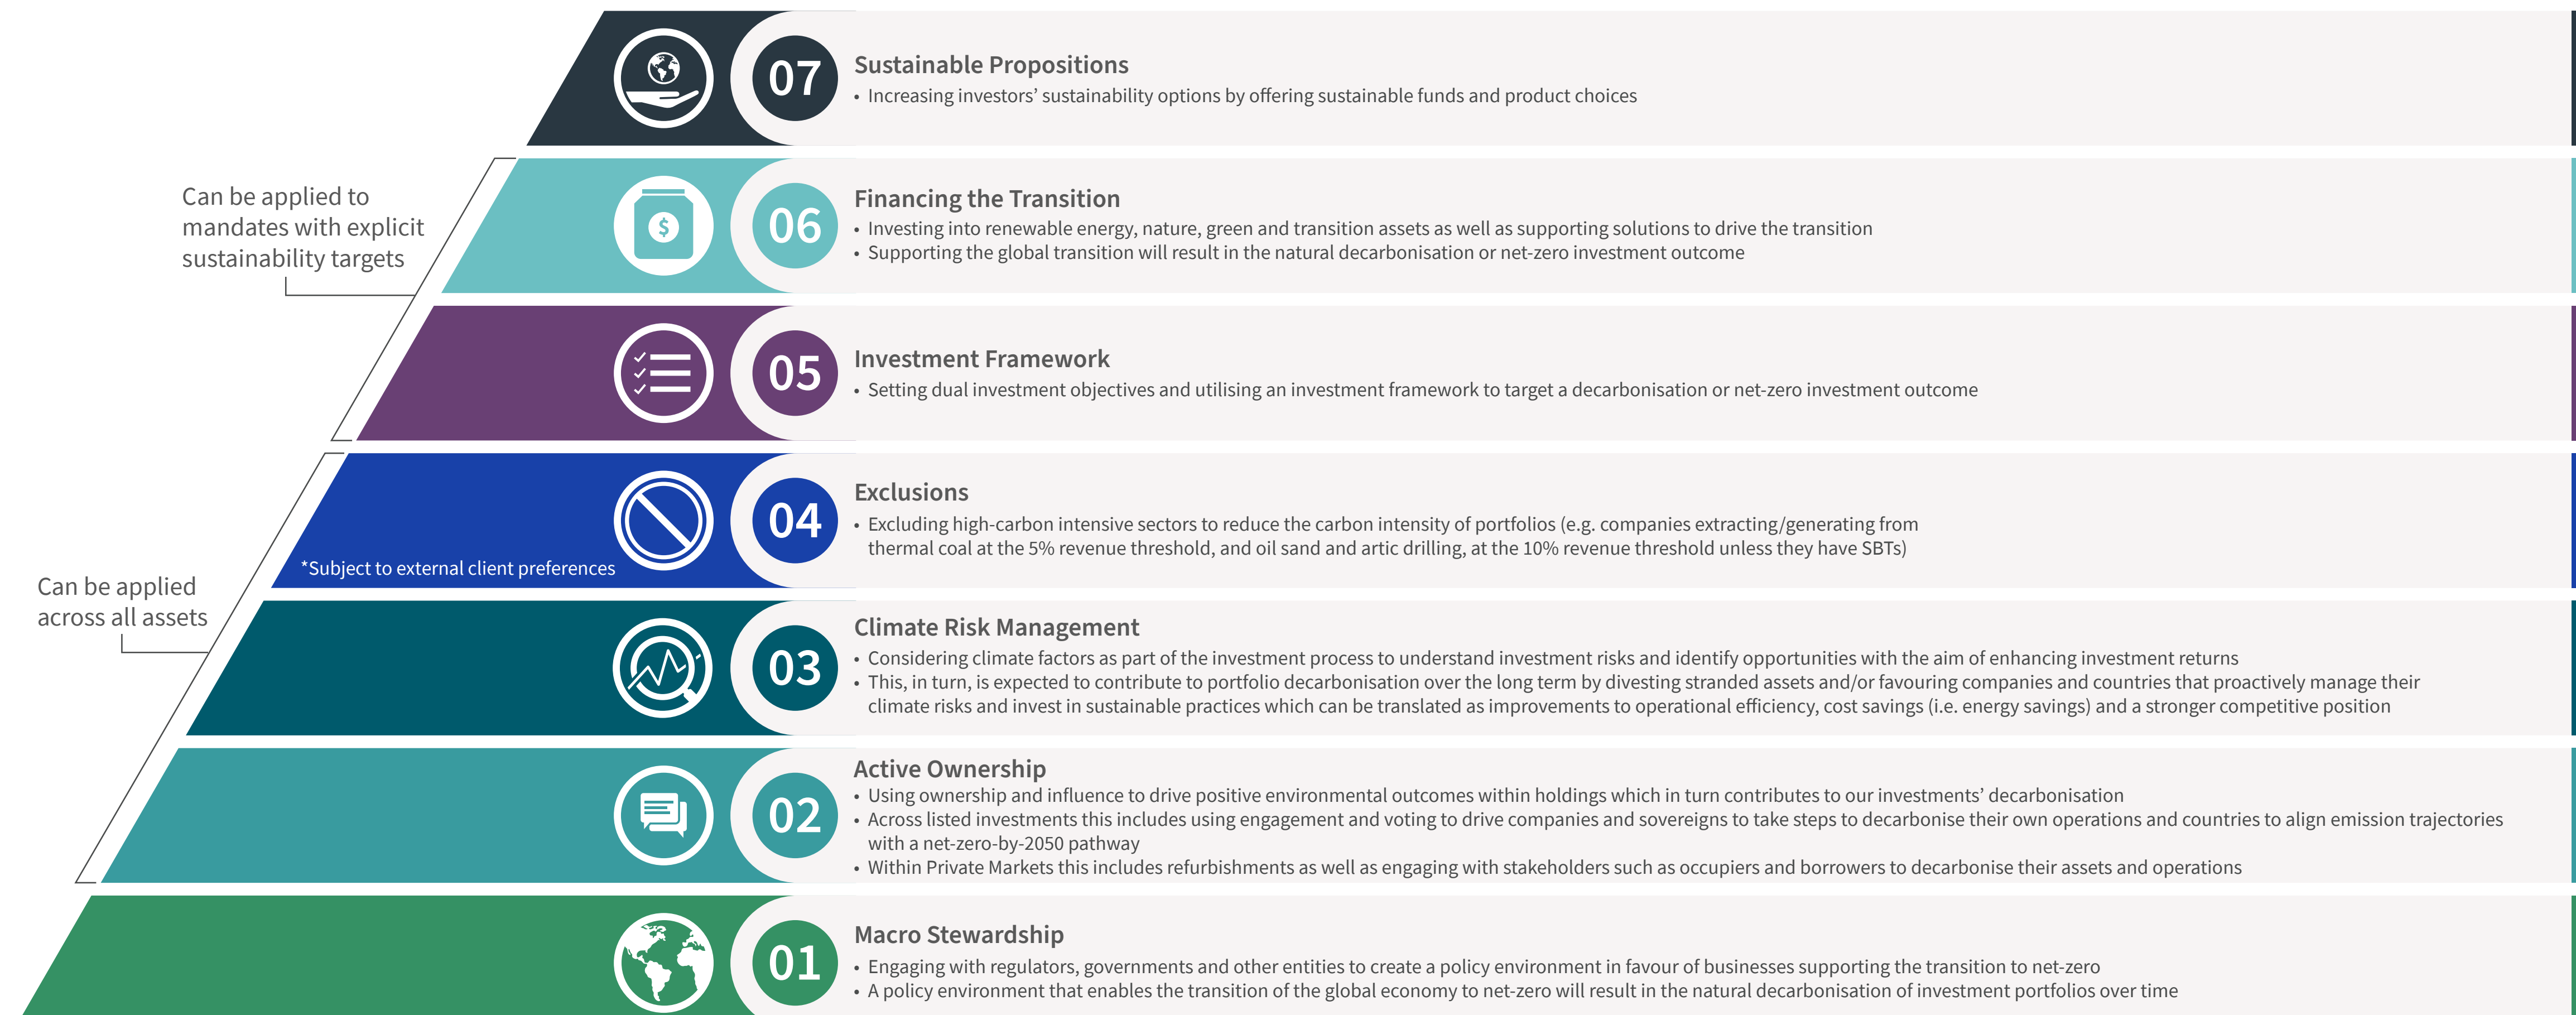 07
Sustainable Propositions
• Increasing investors’ sustainability options by offering sustainable funds and product choices
Can be applied to
mandates with explicit
sustainability targets
$
06
Financing the Transition
• Investing into renewable energy, nature, green and transition assets as well as supporting solutions to drive the transition
• Supporting the global transition will result in the natural decarbonisation or net-zero investment outcome
05
Investment Framework
• Setting dual investment objectives and utilising an investment framework to target a decarbonisation or net-zero investment outcome
Can be applied
across all assets
*Subject to external client preferences
04
Exclusions
• Excluding high-carbon intensive sectors to reduce the carbon intensity of portfolios (e.g. companies extracting/generating from
thermal coal at the 5% revenue threshold, and oil sand and artic drilling, at the 10% revenue threshold unless they have SBTs)
03
Climate Risk Management
• Considering climate factors as part of the investment process to understand investment risks and identify opportunities with the aim of enhancing investment returns
• This, in turn, is expected to contribute to portfolio decarbonisation over the long term by divesting stranded assets and/or favouring companies and countries that proactively manage their
climate risks and invest in sustainable practices which can be translated as improvements to operational efficiency, cost savings (i.e. energy savings) and a stronger competitive position
02
Active Ownership
• Using ownership and influence to drive positive environmental outcomes within holdings which in turn contributes to our investments’ decarbonisation
• Across listed investments this includes using engagement and voting to drive companies and sovereigns to take steps to decarbonise their own operations and countries to align emission trajectories
with a net-zero-by-2050 pathway
• Within Private Markets this includes refurbishments as well as engaging with stakeholders such as occupiers and borrowers to decarbonise their assets and operations
01
Macro Stewardship
• Engaging with regulators, governments and other entities to create a policy environment in favour of businesses supporting the transition to net-zero
• A policy environment that enables the transition of the global economy to net-zero will result in the natural decarbonisation of investment portfolios over time